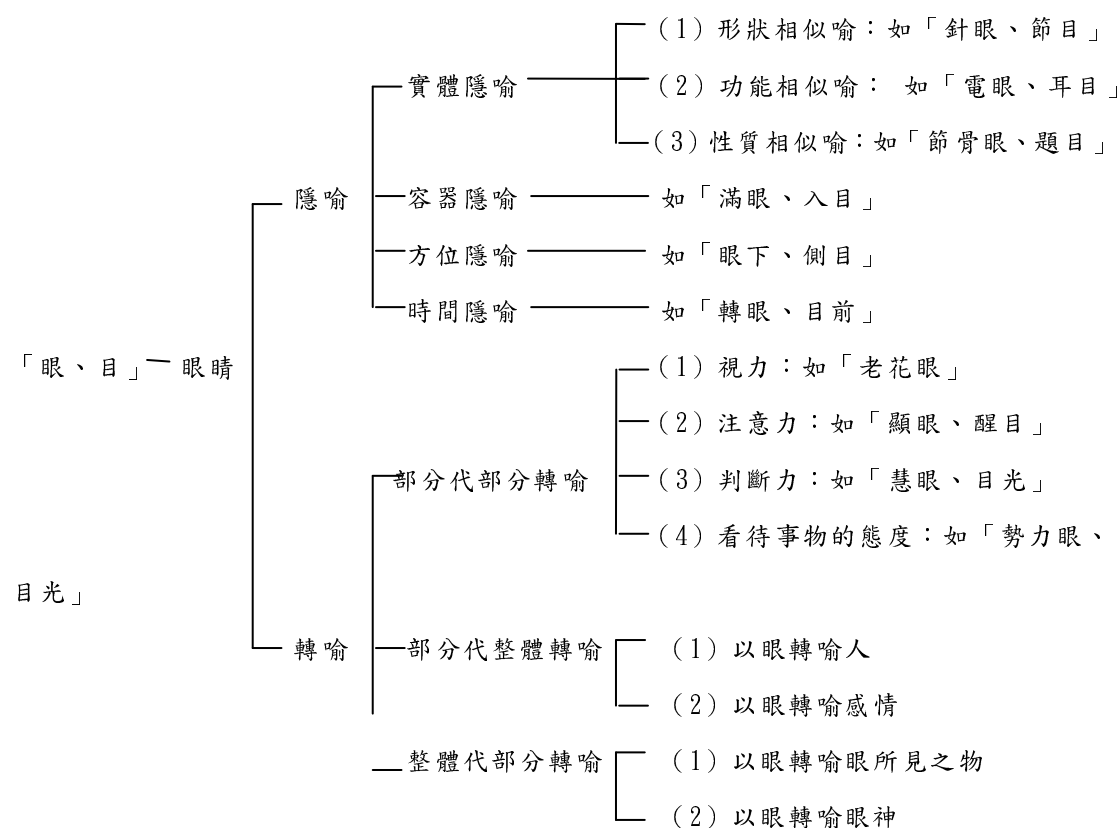 (1) 形狀相似喻：如「針眼、節目」
實體隱喻
(2) 功能相似喻： 如「電眼、耳目」
(3) 性質相似喻：如「節骨眼、題目」
隱喻
容器隱喻
如「滿眼、入目」
方位隱喻
如「眼下、側目」
時間隱喻
如「轉眼、目前」
「眼、目」
眼睛
(1) 視力：如「老花眼」
(2) 注意力：如「顯眼、醒目」
部分代部分轉喻
(3) 判斷力：如「慧眼、目光」
(4) 看待事物的態度：如「勢力眼、
目光」
轉喻
部分代整體轉喻
(1) 以眼轉喻人
(2) 以眼轉喻感情
整體代部分轉喻
(1) 以眼轉喻眼所見之物
(2) 以眼轉喻眼神